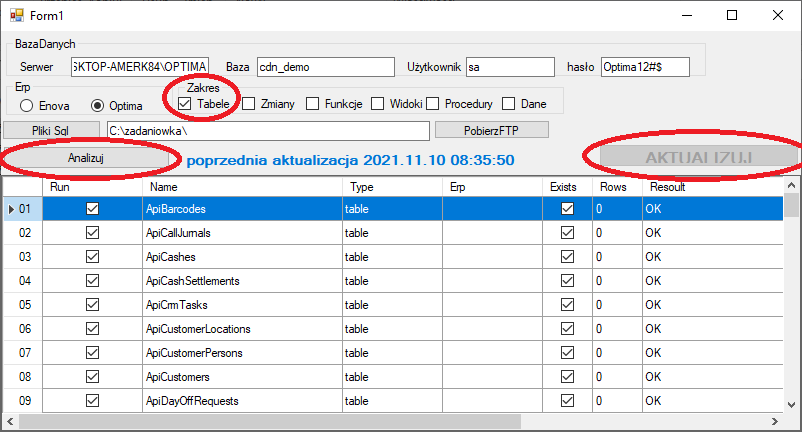 Form1
BazaDanych
Serwer SKTOP-AMERK84\OPTIMA Baza cdn_demo Użytkownik sa hasło Optima12#$
Erp Zakres
Enova Optima Tabele Zmiany Funkcje Widoki Procedury Dane
Pliki Sql C:\zadaniowka\ PobierzFTP
Analizuj poprzednia aktualizacja 2021.11.10 08:35:50 AKTUALIZUJ
Run Name Type Erp Exists Rows Resoult
01 ApiBarcodes table 0 OK
02 ApiCallJurnals table 0 OK
03 ApiCashes table 0 OK
04 ApiCashSettlements table 0 OK
05 ApiCrmTasks table 0 OK
06 ApiCustomerLocations table 0 OK
07 ApiCustomerPersons table 0 OK
08 ApiCustomers table 0 OK
09 ApiDayOffRequests table 0 OK